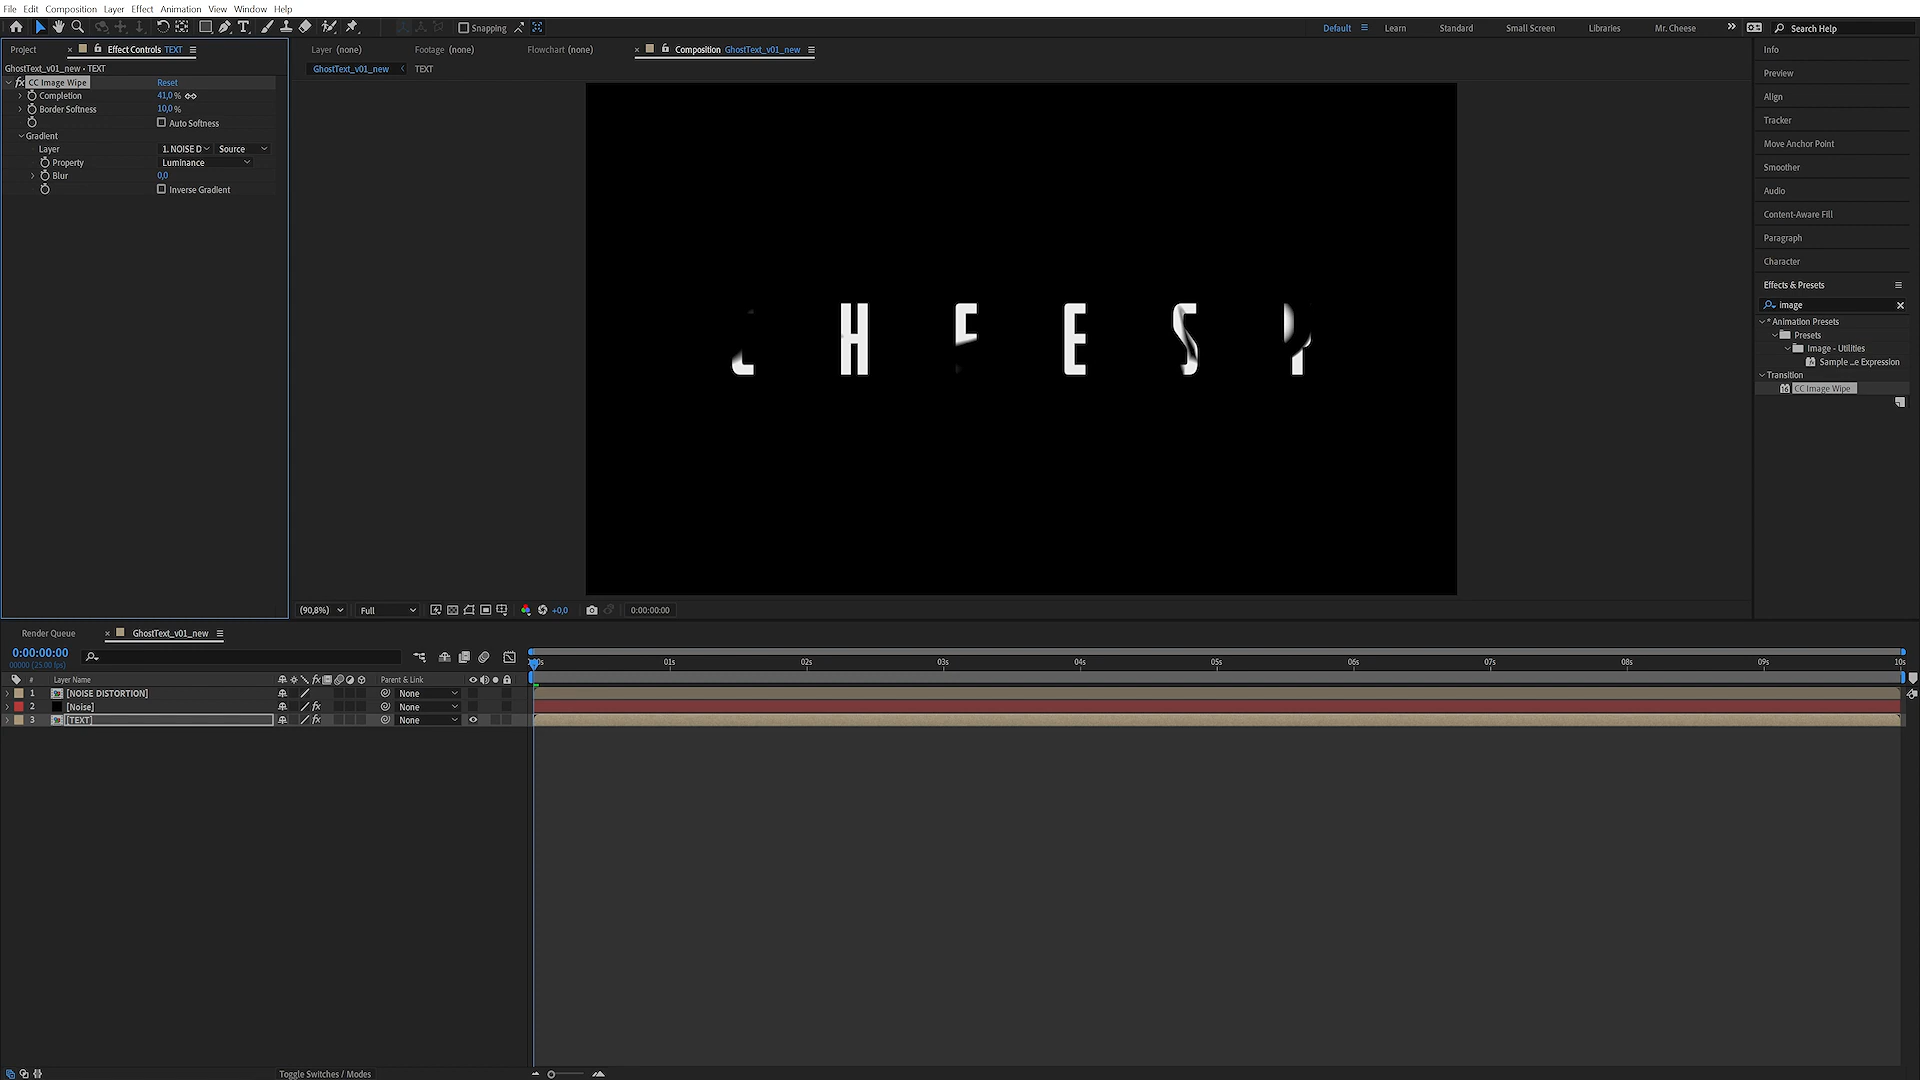 File Edit Composition Layer Effect Animation View Window Help
Snapping
Default Learn Standard Small Screen Libraries Mr. Cheese Search Help
Project Effect Controls TEXT
Layer (none) Footage (none) Flowchart (none) Composition GhostText_v01_new
Info
GhostText_v01_new • TEXT
GhostText_v01_new TEXT
CC Image Wipe Reset
Completion 41,0 %
Border Softness 10,0 %
Auto Softness
Gradient
Layer 1. NOISE D Source
Property Luminance
Blur 0,0
Inverse Gradient
Preview
Align
Tracker
Move Anchor Point
Smoother
Audio
Content-Aware Fill
Paragraph
Character
Effects & Presets
image
* Animation Presets
Presets
Image - Utilities
Sample ...e Expression
Transition
CC Image Wipe
H E S
(90,8%) Full +0,0 0:00:00:00
Render Queue GhostText_v01_new
0:00:00:00
00000 (25.00 fps)
01s 02s 03s 04s 05s 06s 07s 08s 09s 10s
# Layer Name Parent & Link
1 [NOISE DISTORTION] None
2 [Noise] None
3 [TEXT] None
Toggle Switches / Modes